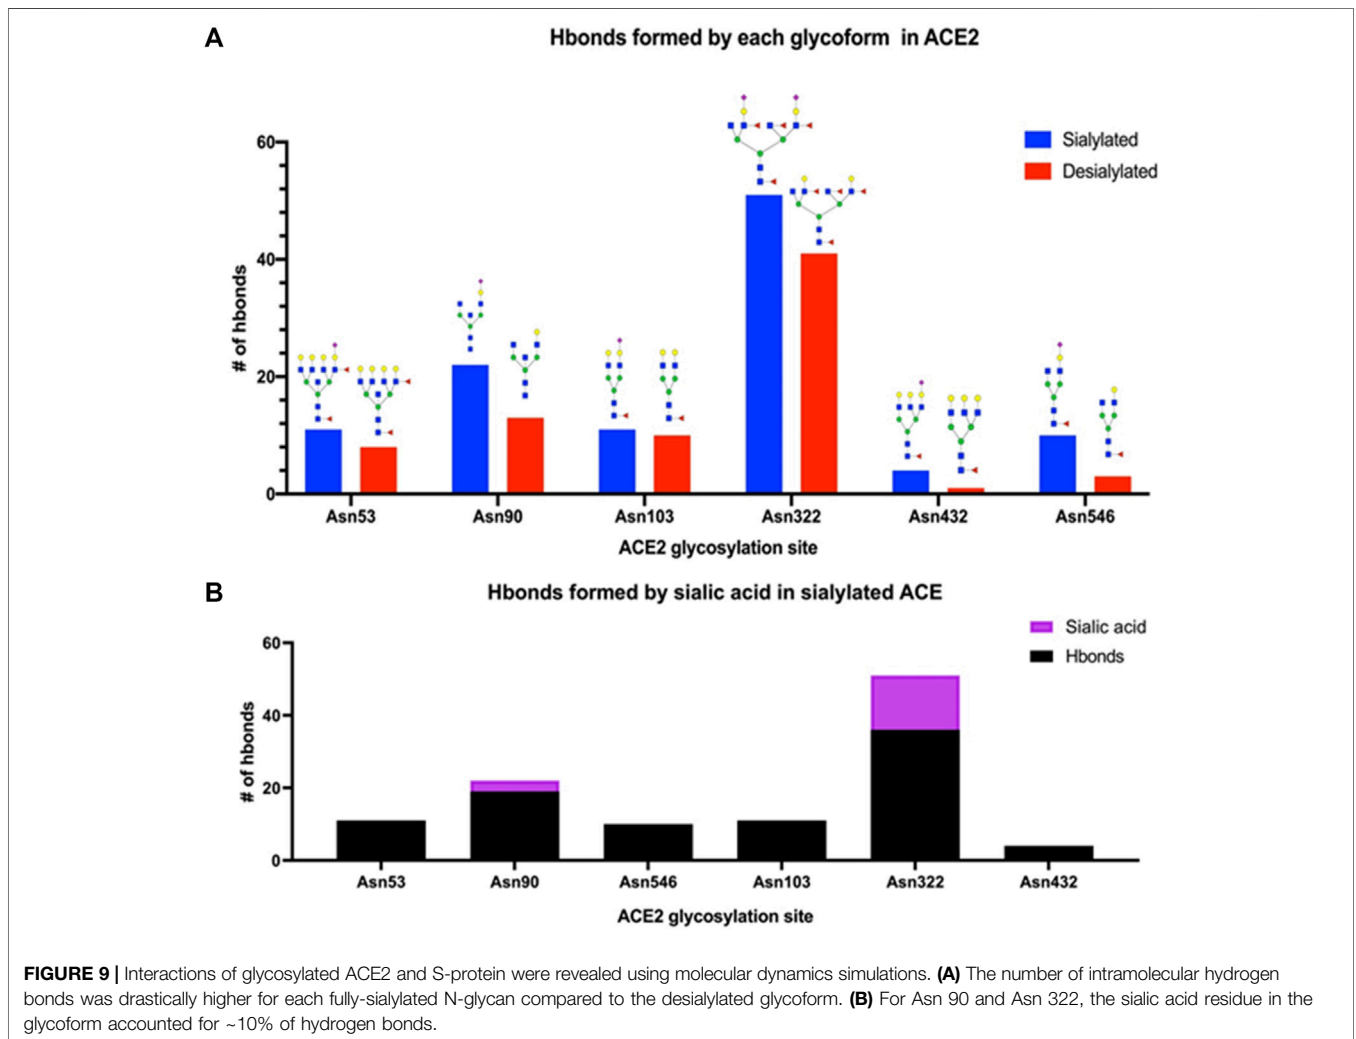 A
Hbonds formed by each glycoform in ACE2
Sialylated
Desialylated
# of hbonds
60
40
20
0
Asn53 Asn90 Asn103 Asn322 Asn432 Asn546
ACE2 glycosylation site
B
Hbonds formed by sialic acid in sialylated ACE
Sialic acid
Hbonds
# of hbonds
60
40
20
0
Asn53 Asn90 Asn546 Asn103 Asn322 Asn432
ACE2 glycosylation site
FIGURE 9 | Interactions of glycosylated ACE2 and S-protein were revealed using molecular dynamics simulations. (A) The number of intramolecular hydrogen
bonds was drastically higher for each fully-sialylated N-glycan compared to the desialylated glycoform. (B) For Asn 90 and Asn 322, the sialic acid residue in the
glycoform accounted for ~10% of hydrogen bonds.